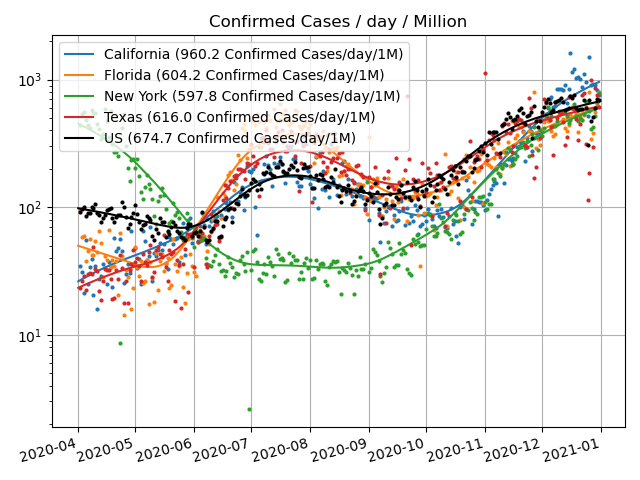 Confirmed Cases / day / Million
California (960.2 Confirmed Cases/day/1M)
Florida (604.2 Confirmed Cases/day/1M)
New York (597.8 Confirmed Cases/day/1M)
Texas (616.0 Confirmed Cases/day/1M)
US (674.7 Confirmed Cases/day/1M)
10³
10²
10¹
2020-04 2020-05 2020-06 2020-07 2020-08 2020-09 2020-10 2020-11 2020-12 2021-01